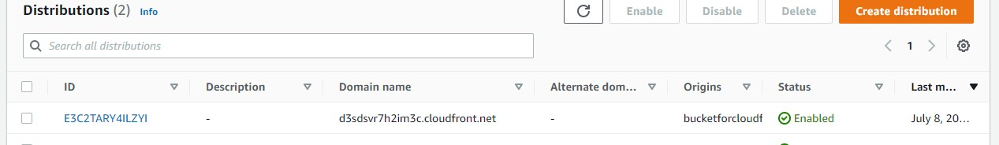 Distributions (2) Info
Enable Disable Delete Create distribution
Search all distributions
1
ID Description Domain name Alternate dom... Origins Status Last m...
E3C2TARY4ILZYI - d3sdsvr7h2im3c.cloudfront.net - bucketforcloudf Enabled July 8, 20...